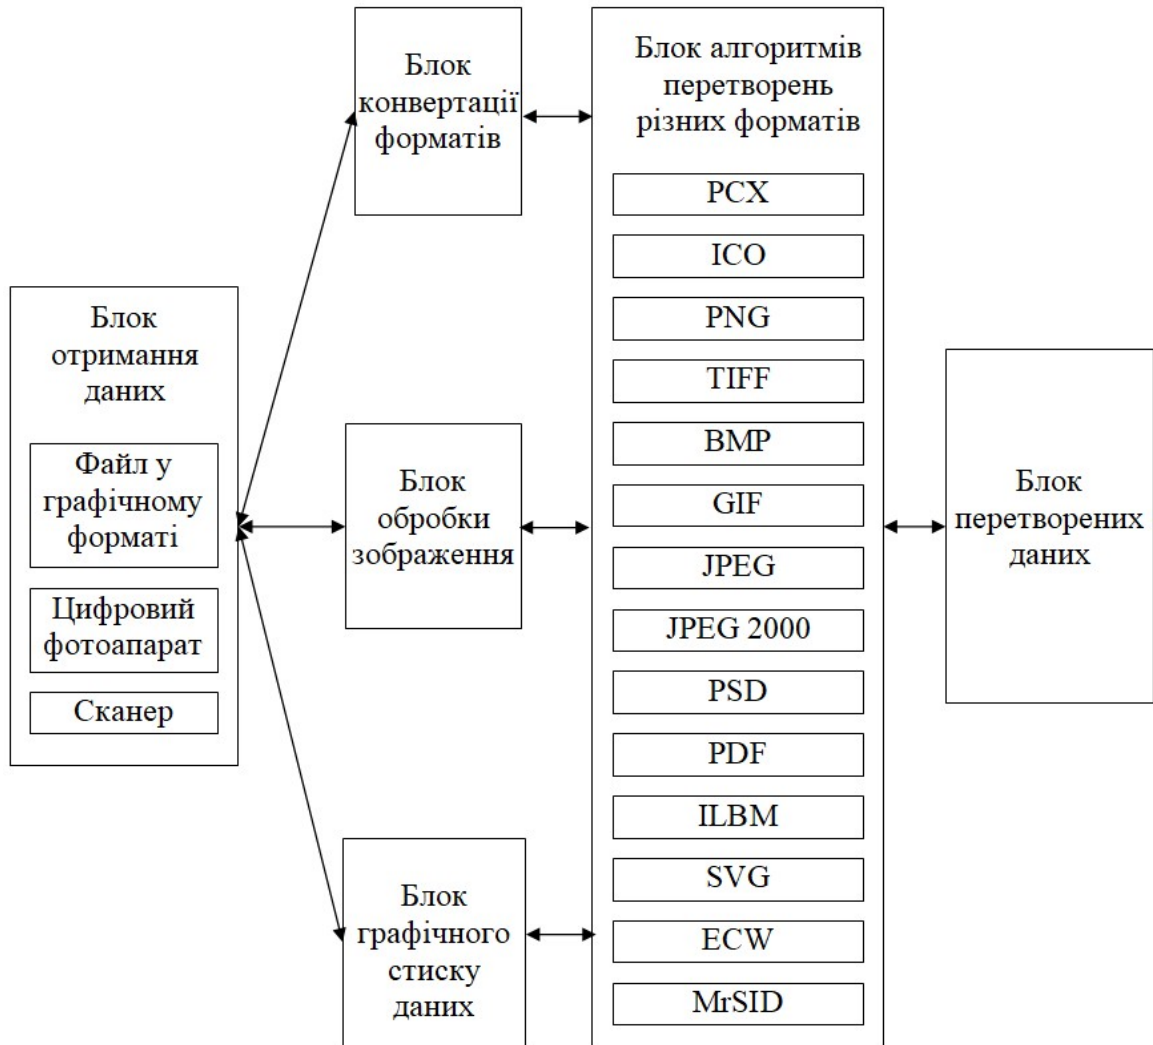 Блок
отримання
даних
Файл у
графічному
форматі
Цифровий
фотоапарат
Сканер
Блок
конвертації
форматів
Блок
обробки
зображення
Блок
графічного
стиску
даних
Блок алгоритмів
перетворень
різних форматів
PCX
ICO
PNG
TIFF
BMP
GIF
JPEG
JPEG 2000
PSD
PDF
ILBM
SVG
ECW
MrSID
Блок
перетворених
даних